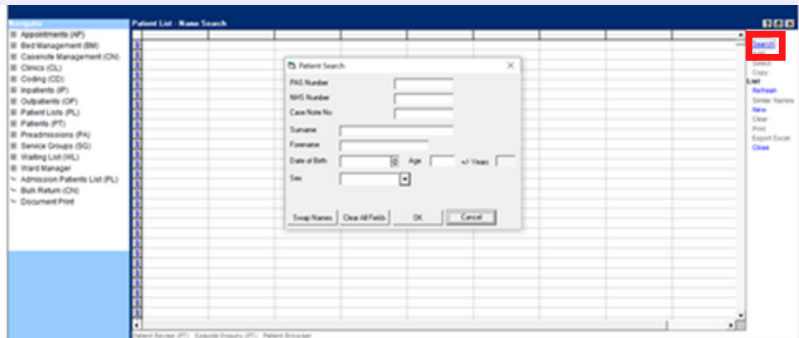 Navigator
Patient List - Name Search
Appointments (AP)
Bed Management (BM)
Casenote Management (CN)
Clinics (CL)
Coding (CD)
Inpatients (IP)
Outpatients (OP)
Patient Lists (PL)
Patients (PT)
Preadmissions (PA)
Service Groups (SG)
Waiting List (WL)
Ward Manager
Admission Patients List (PL)
Bulk Return (CN)
Document Print
Patient Search
PAS Number
NHS Number
Case Note No
Surname
Forename
Date of Birth
Age
+/- Years
Sex
Swap Names
Clear All Fields
OK
Cancel
Search
Select
Copy
List
Refresh
Similar Names
New
Clear
Print
Export Excel
Close
Patient Review (PT)
Episode Enquiry (PT)
Patient Browser